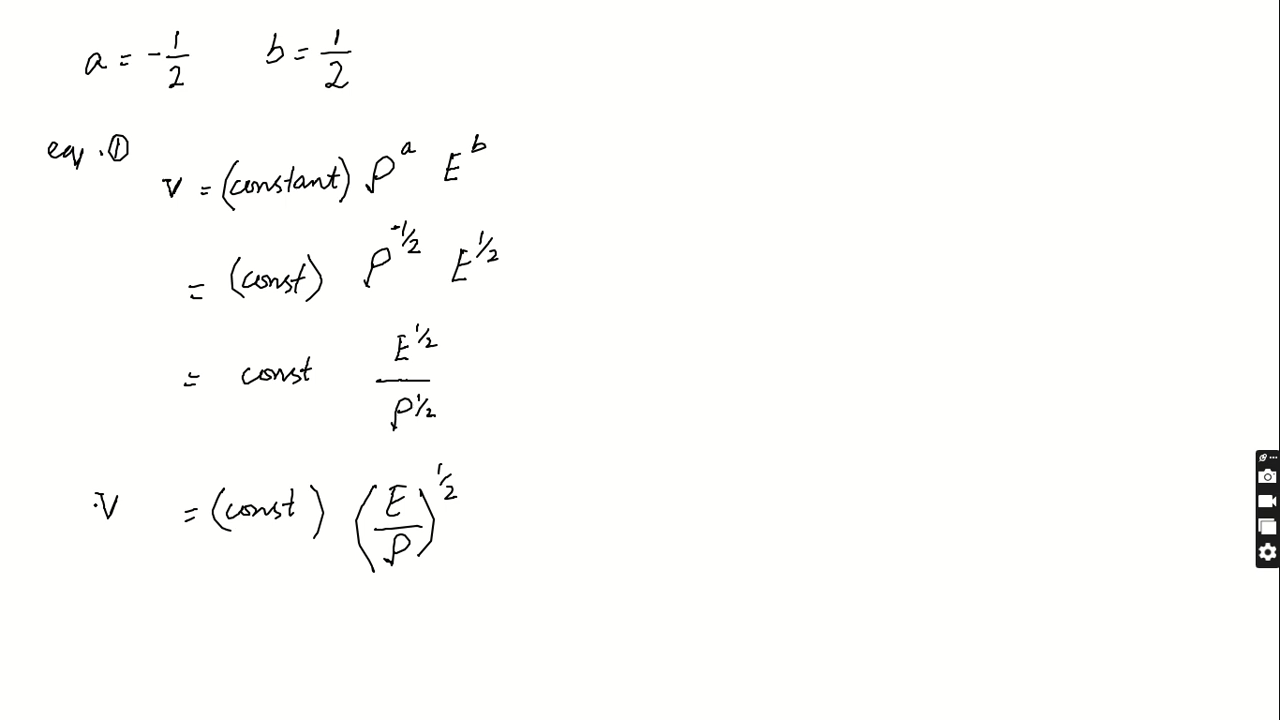 a = -1/2 b = 1/2
eq. ①
v = (constant) ρ^a E^b
= (const) ρ^-1/2 E^1/2
= const E^1/2 / ρ^1/2
v = (const) (E/ρ)^1/2